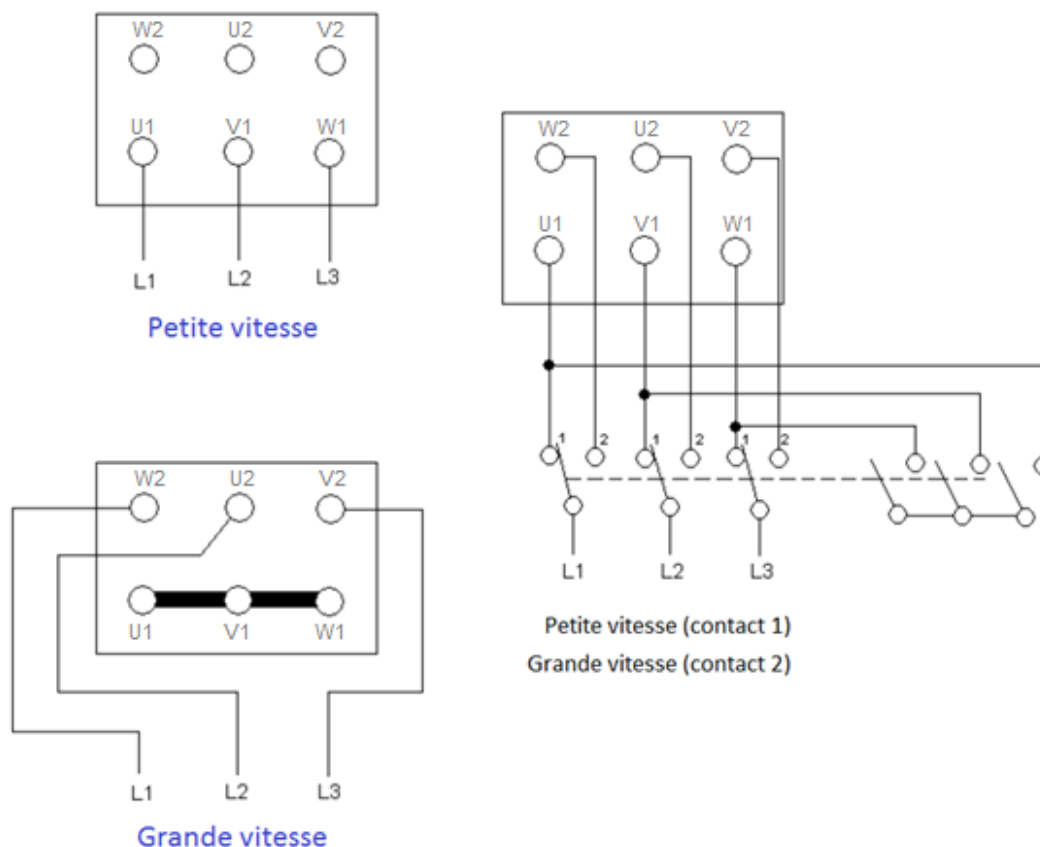 W2 U2 V2
U1 V1 W1
L1 L2 L3
Petite vitesse
W2 U2 V2
U1 V1 W1
L1 L2 L3
Grande vitesse
W2 U2 V2
U1 V1 W1
1 2 1 2 1 2
L1 L2 L3
Petite vitesse (contact 1)
Grande vitesse (contact 2)